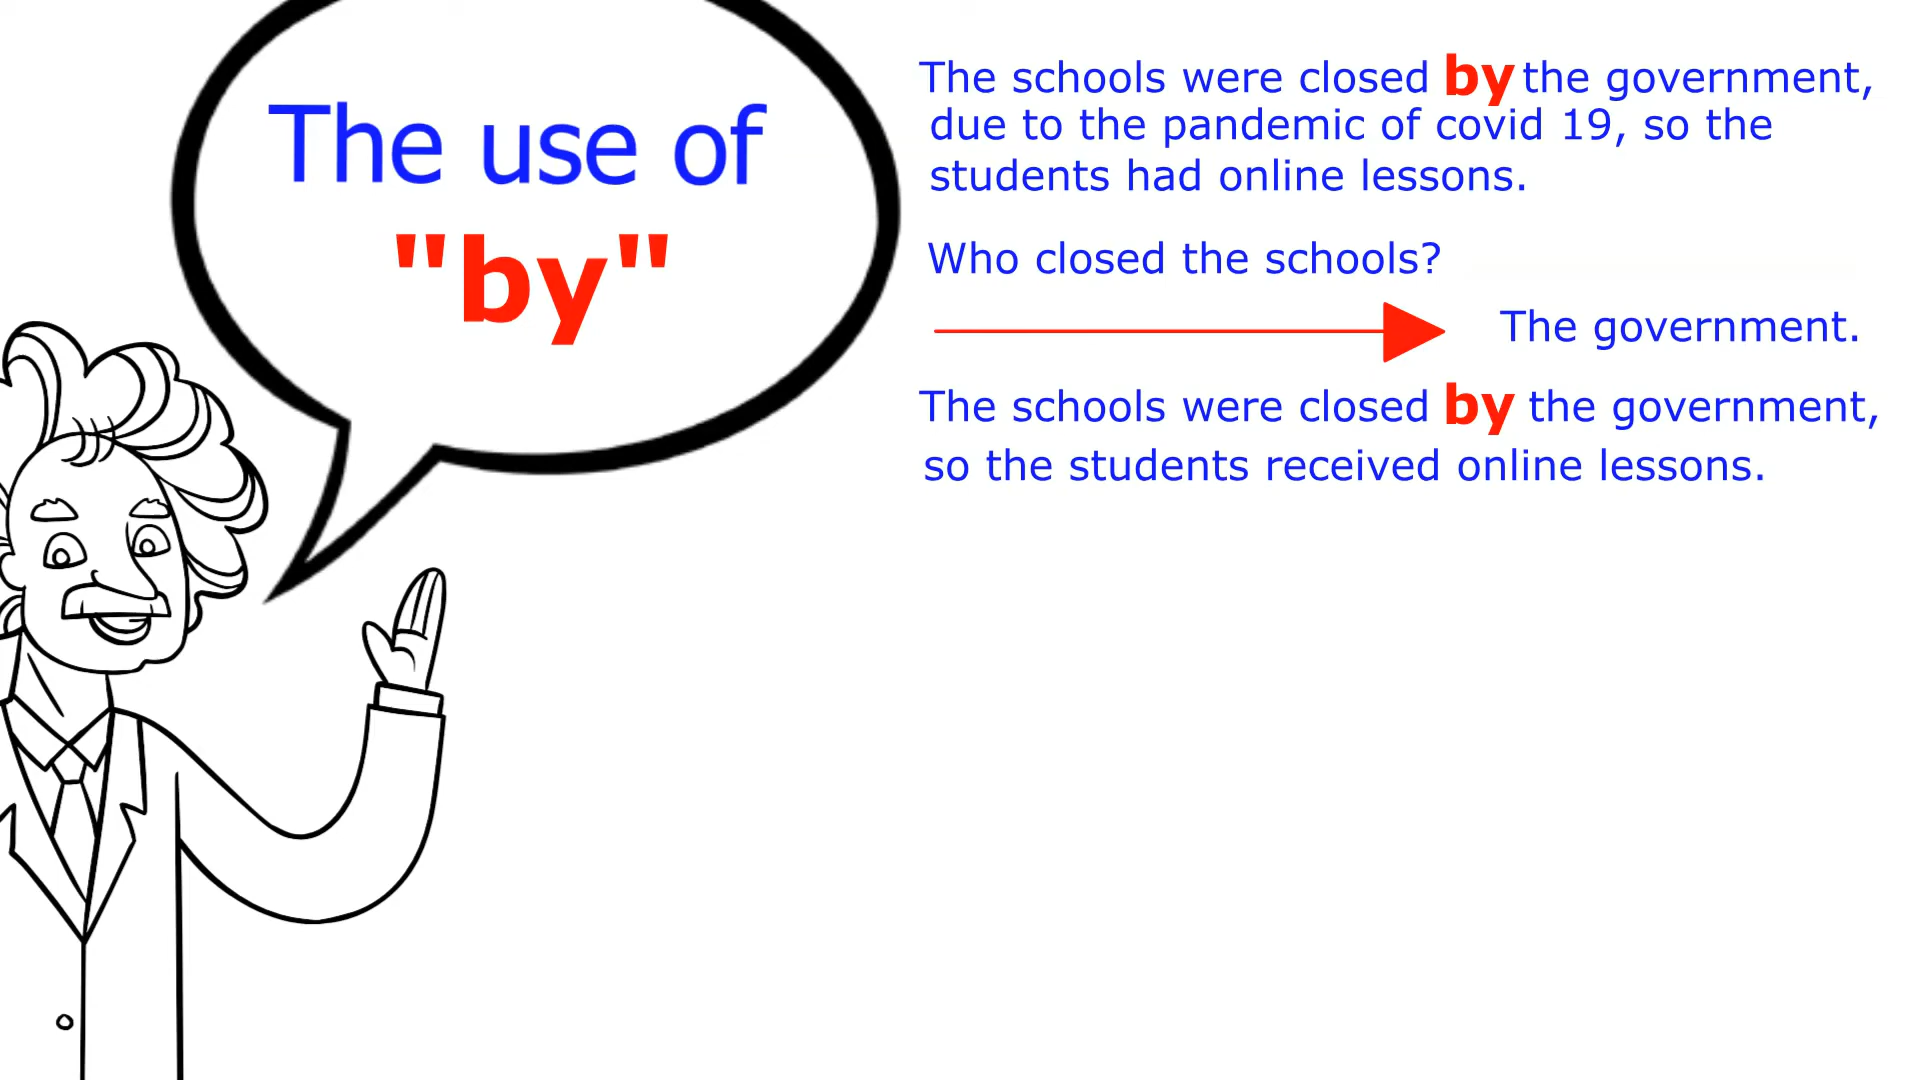 The use of
"by"
The schools were closed by the government,
due to the pandemic of covid 19, so the
students had online lessons.
Who closed the schools?
The government.
The schools were closed by the government,
so the students received online lessons.